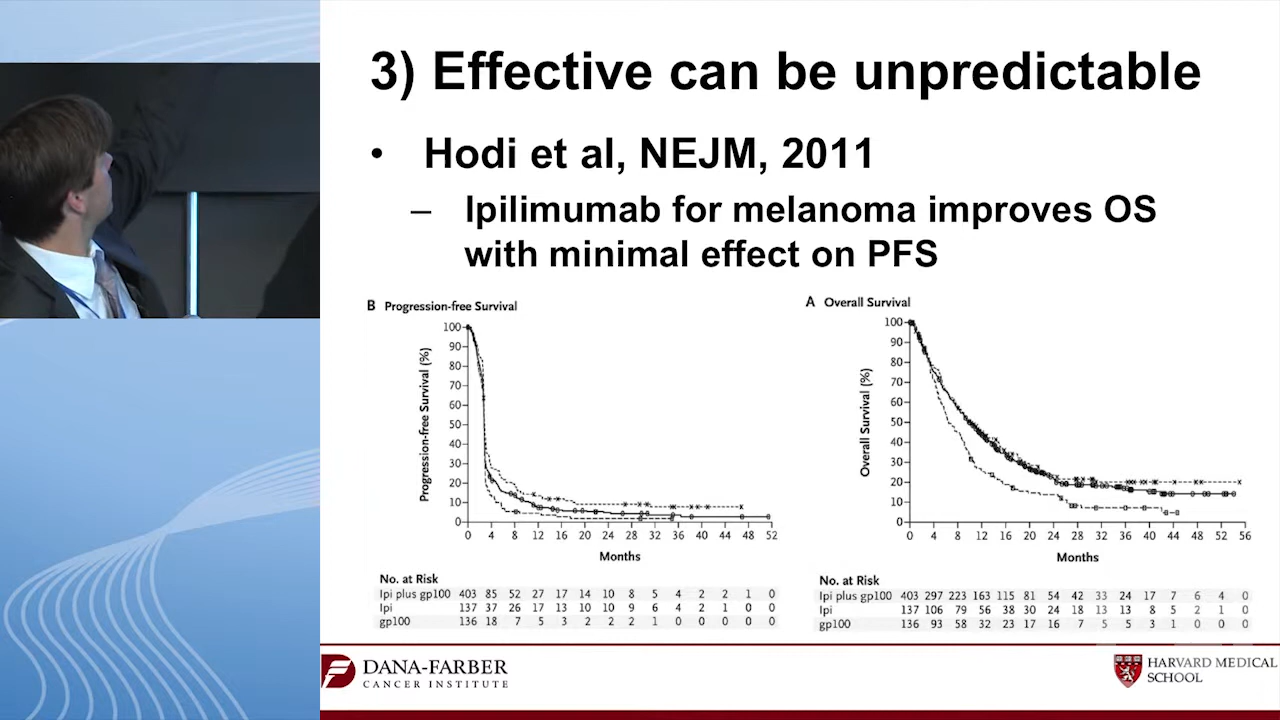 3) Effective can be unpredictable
• Hodi et al, NEJM, 2011
– Ipilimumab for melanoma improves OS
with minimal effect on PFS
B Progression-free Survival
Progression-free Survival (%)
100
90
80
70
60
50
40
30
20
10
0
0 4 8 12 16 20 24 28 32 36 40 44 48 52
Months
No. at Risk
Ipi plus gp100 403 85 52 27 17 14 10 8 5 4 2 2 1 0
Ipi 137 37 26 17 13 10 10 9 6 4 2 1 0 0
gp100 136 18 7 5 3 2 2 2 1 0 0 0 0 0
A Overall Survival
Overall Survival (%)
100
90
80
70
60
50
40
30
20
10
0
0 4 8 12 16 20 24 28 32 36 40 44 48 52 56
Months
No. at Risk
Ipi plus gp100 403 297 223 163 115 81 54 42 33 24 17 7 6 4 0
Ipi 137 106 79 56 38 30 24 18 13 13 8 5 2 1 0
gp100 136 93 58 32 23 17 16 7 5 5 3 1 0 0 0
DANA-FARBER
CANCER INSTITUTE
HARVARD MEDICAL
SCHOOL